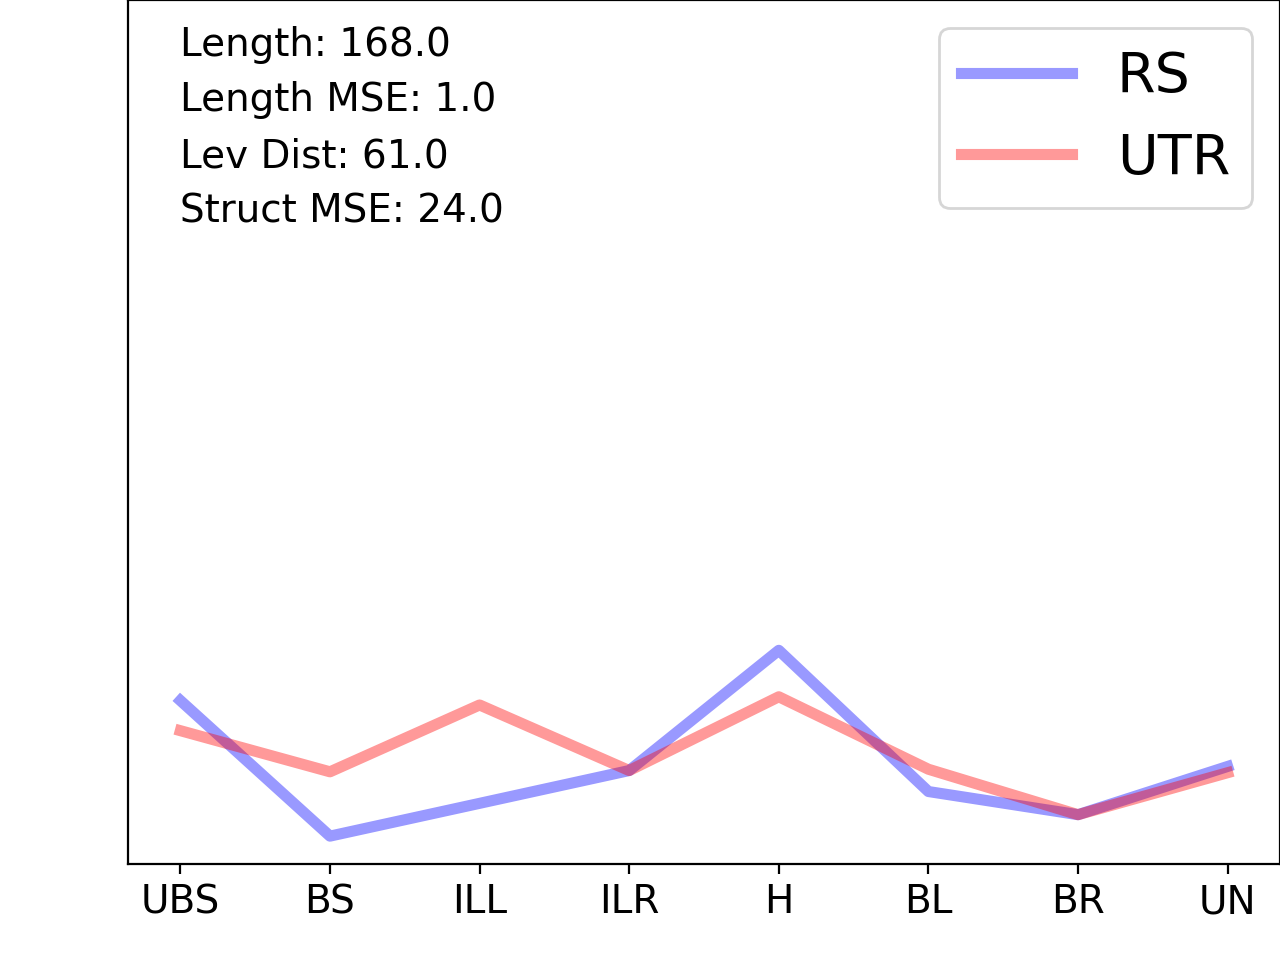 Length: 168.0
Length MSE: 1.0
Lev Dist: 61.0
Struct MSE: 24.0
RS
UTR
UBS BS ILL ILR H BL BR UN